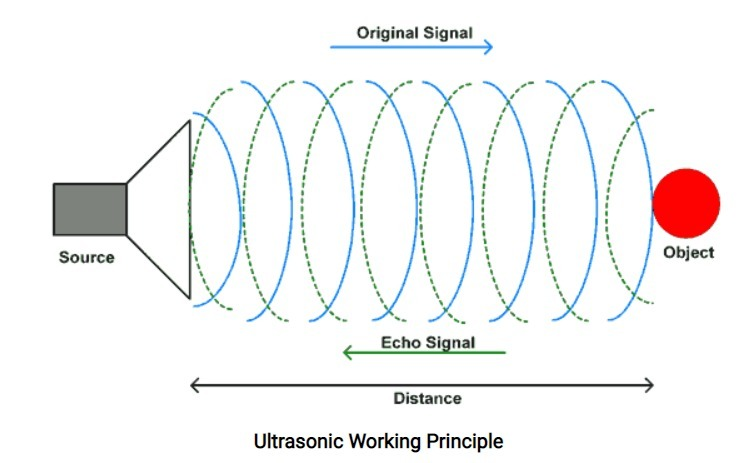 Original Signal
Source
Object
Echo Signal
Distance
Ultrasonic Working Principle